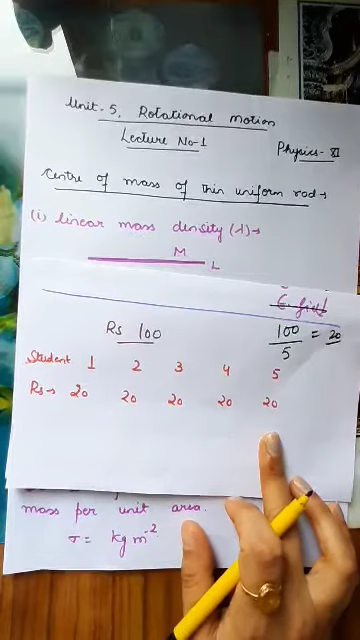 Unit. 5. Rotational motion
Lecture No-1
Physics-XI
Centre of mass of thin uniform rod→
(i) linear mass density (λ)→
M
L
Rs 100
100/5 = 20
Student 1 2 3 4 5
Rs→ 20 20 20 20 20
mass per unit area.
σ = kg m⁻²